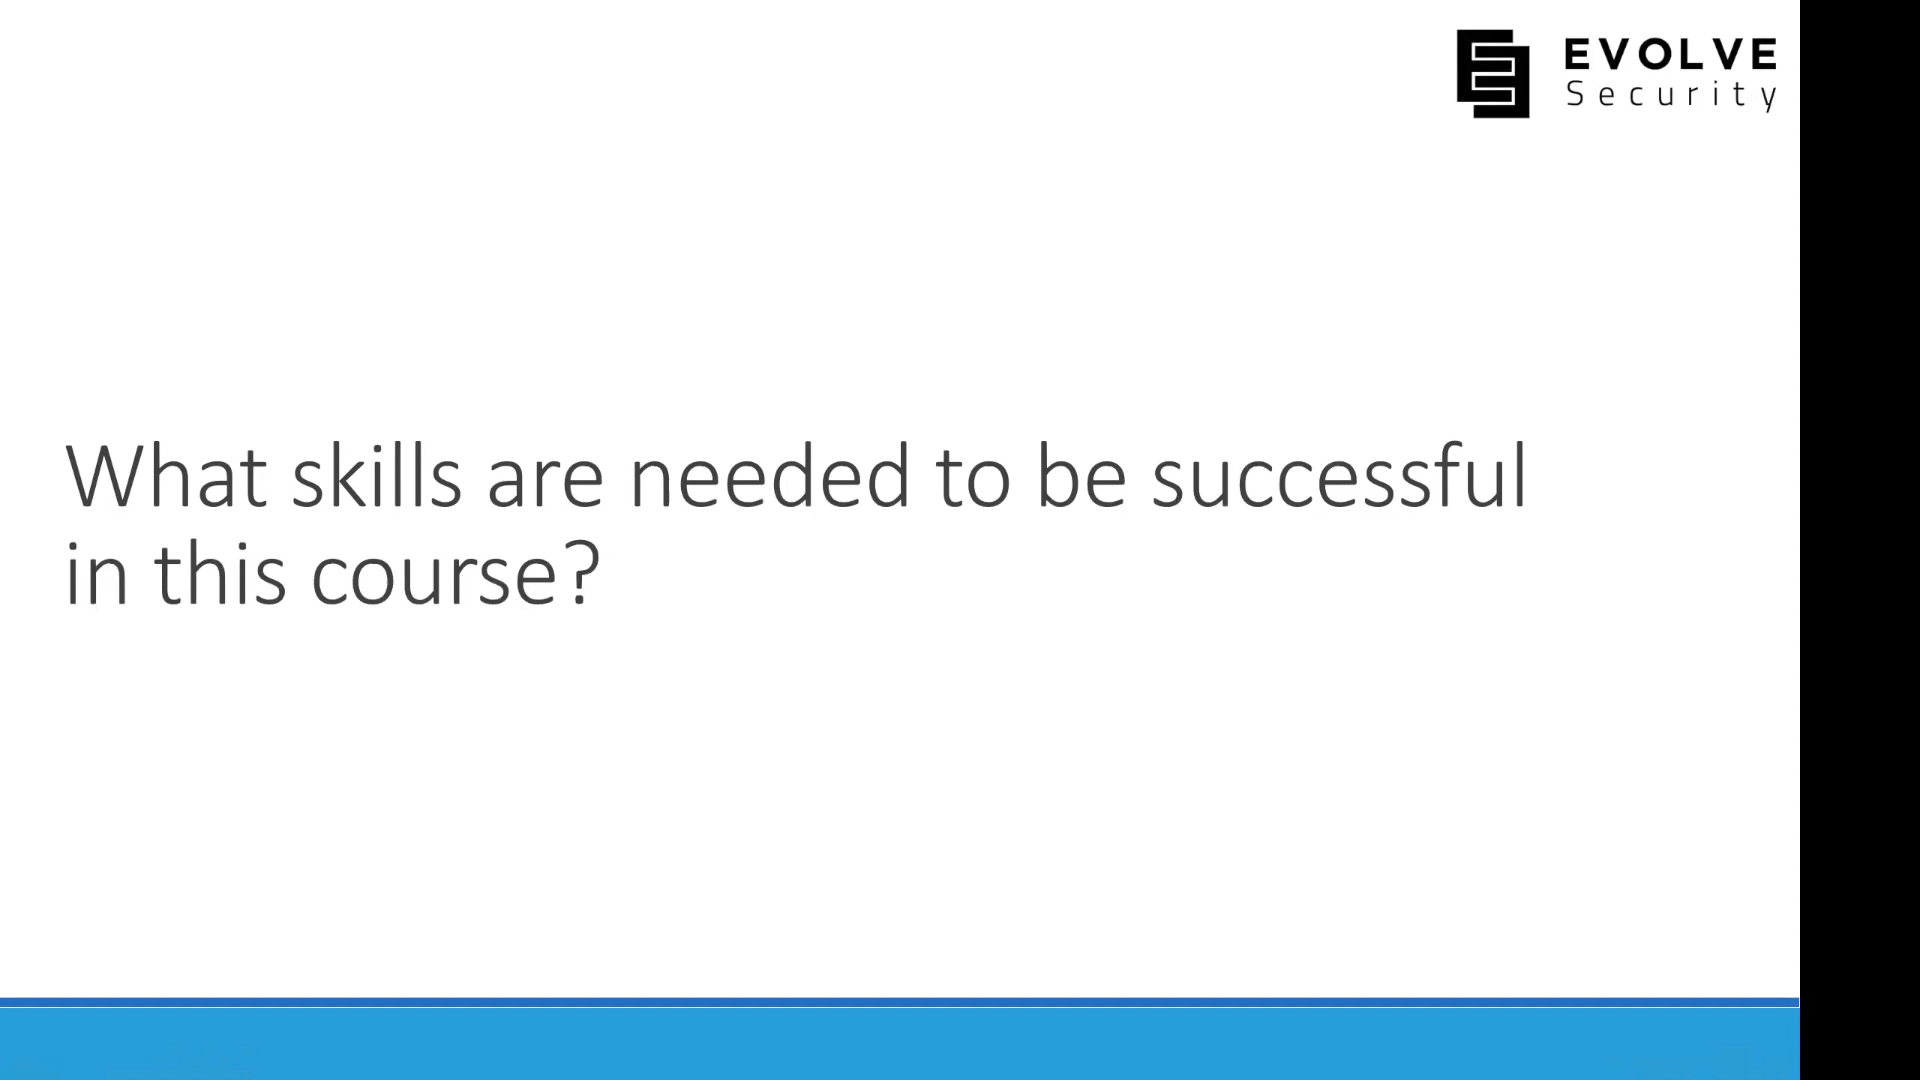 EVOLVE
Security
What skills are needed to be successful
in this course?